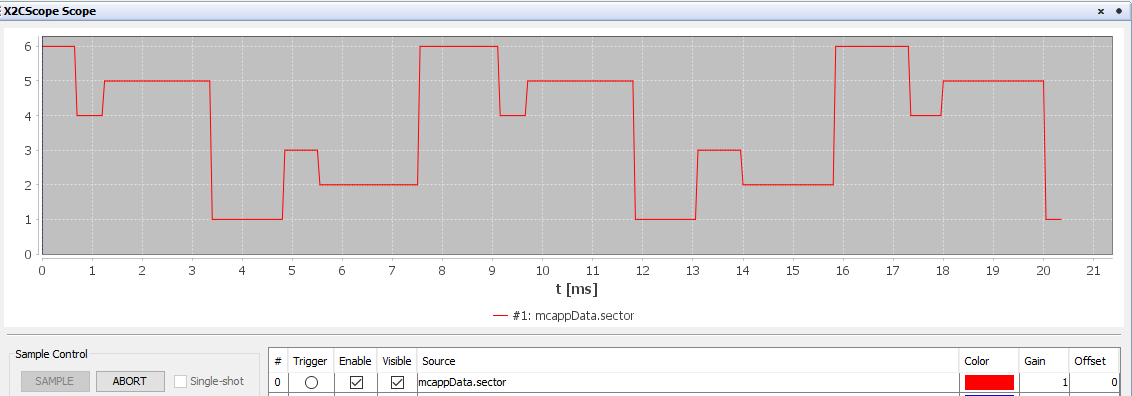 X2CScope Scope
6
5
4
3
2
1
0
0 1 2 3 4 5 6 7 8 9 10 11 12 13 14 15 16 17 18 19 20 21
t [ms]
#1: mcappData.sector
Sample Control
SAMPLE ABORT Single-shot
# Trigger Enable Visible Source Color Gain Offset
0 mcappData.sector 1 0